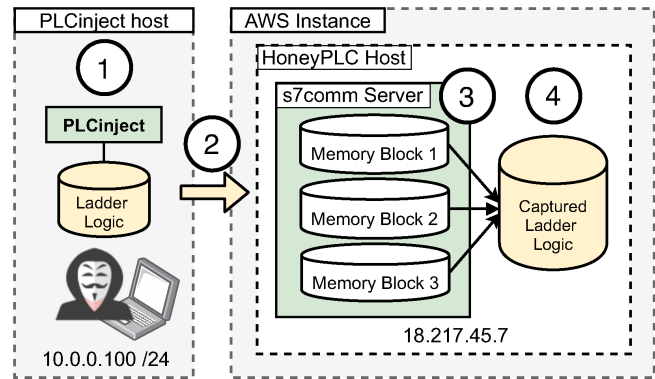 PLCinject host
1
PLCinject
Ladder
Logic
10.0.0.100 /24
2
AWS Instance
HoneyPLC Host
s7comm Server
3
4
Memory Block 1
Memory Block 2
Memory Block 3
Captured
Ladder
Logic
18.217.45.7